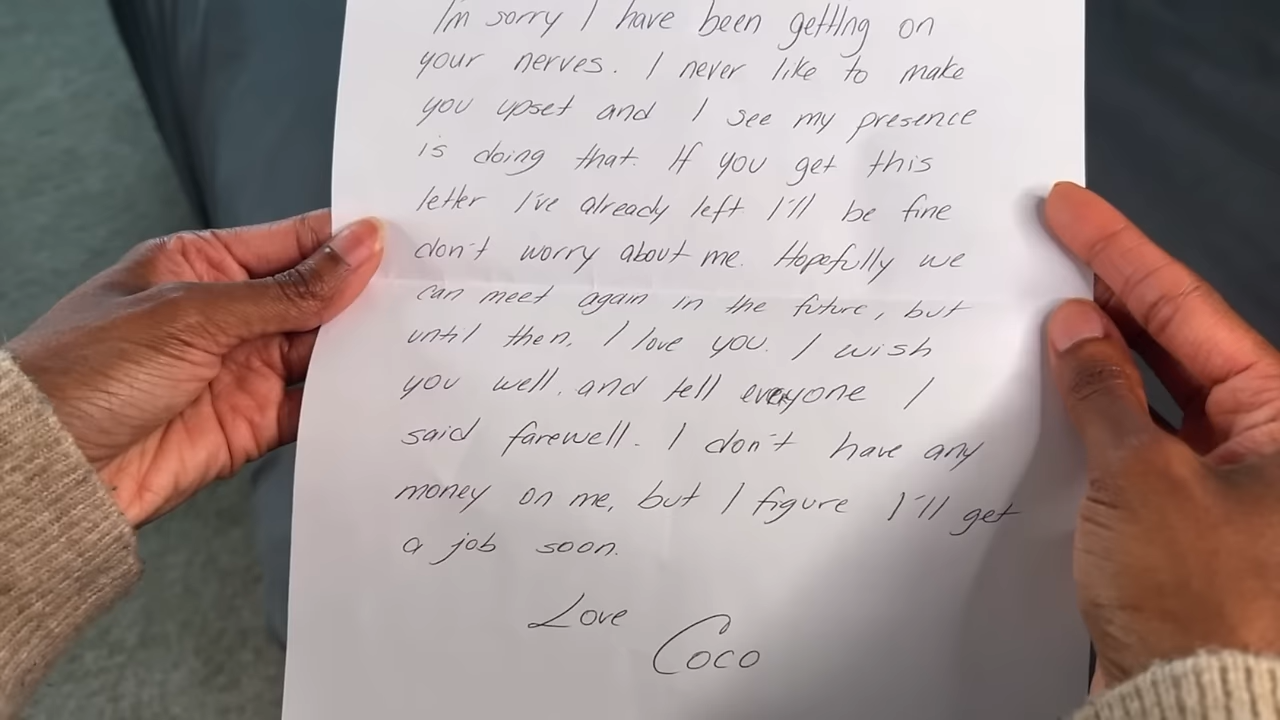 I'm sorry I have been getting on
your nerves. I never like to make
you upset and I see my presence
is doing that. If you get this
letter I've already left I'll be fine
don't worry about me. Hopefully we
can meet again in the future, but
until then, I love you. I wish
you well, and tell everyone I
said farewell. I don't have any
money on me, but I figure I'll get
a job soon.
Love
Coco